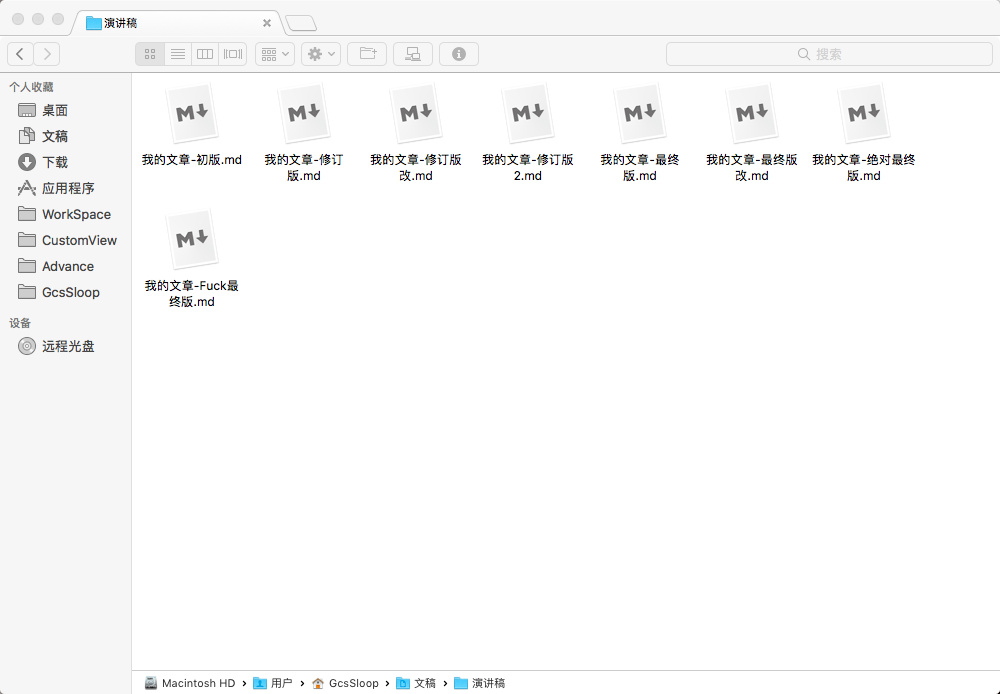 演讲稿
搜索
个人收藏
桌面
文稿
下载
应用程序
WorkSpace
CustomView
Advance
GcsSloop
设备
远程光盘
M
M
M
M
M
M
M
我的文章-初版.md
我的文章-修订
版.md
我的文章-修订版
改.md
我的文章-修订版
2.md
我的文章-最终
版.md
我的文章-最终版
改.md
我的文章-绝对最终
版.md
M
我的文章-Fuck最
终版.md
Macintosh HD › 用户 › GcsSloop › 文稿 › 演讲稿